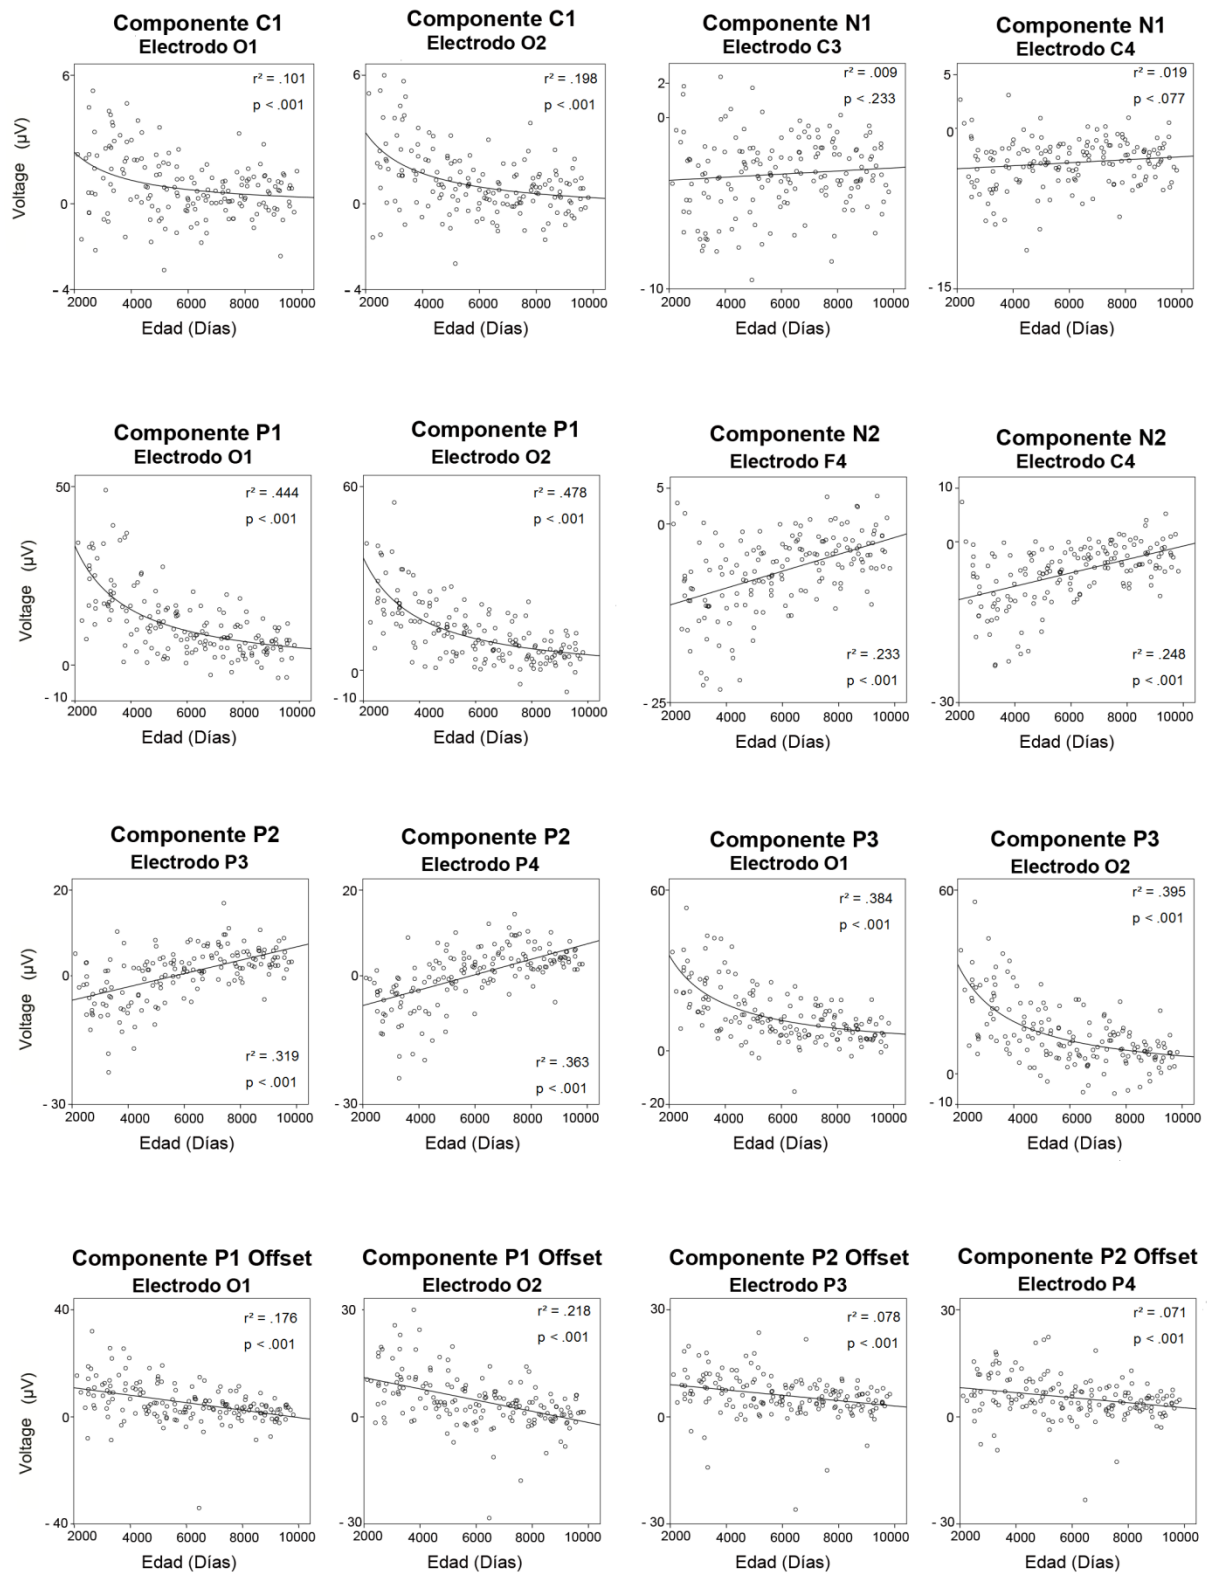 Componente C1
Electrodo O1
Componente C1
Electrodo O2
Componente N1
Electrodo C3
Componente N1
Electrodo C4
r² = .101
p < .001
r² = .198
p < .001
r² = .009
p < .233
r² = .019
p < .077
Voltage (µV)
6
0
- 4
2000 4000 6000 8000 10000
Edad (Días)
6
0
- 4
2000 4000 6000 8000 10000
Edad (Días)
2
0
- 10
2000 4000 6000 8000 10000
Edad (Días)
5
0
- 15
2000 4000 6000 8000 10000
Edad (Días)
Componente P1
Electrodo O1
Componente P1
Electrodo O2
Componente N2
Electrodo F4
Componente N2
Electrodo C4
r² = .444
p < .001
r² = .478
p < .001
r² = .233
p < .001
r² = .248
p < .001
Voltage (µV)
50
0
- 10
2000 4000 6000 8000 10000
Edad (Días)
60
0
- 10
2000 4000 6000 8000 10000
Edad (Días)
5
0
- 25
2000 4000 6000 8000 10000
Edad (Días)
10
0
- 30
2000 4000 6000 8000 10000
Edad (Días)
Componente P2
Electrodo P3
Componente P2
Electrodo P4
Componente P3
Electrodo O1
Componente P3
Electrodo O2
r² = .319
p < .001
r² = .363
p < .001
r² = .384
p < .001
r² = .395
p < .001
Voltage (µV)
20
0
- 30
2000 4000 6000 8000 10000
Edad (Días)
20
0
- 30
2000 4000 6000 8000 10000
Edad (Días)
60
0
- 20
2000 4000 6000 8000 10000
Edad (Días)
60
0
- 10
2000 4000 6000 8000 10000
Edad (Días)
Componente P1 Offset
Electrodo O1
Componente P1 Offset
Electrodo O2
Componente P2 Offset
Electrodo P3
Componente P2 Offset
Electrodo P4
r² = .176
p < .001
r² = .218
p < .001
r² = .078
p < .001
r² = .071
p < .001
Voltage (µV)
40
0
- 40
2000 4000 6000 8000 10000
Edad (Días)
30
0
- 30
2000 4000 6000 8000 10000
Edad (Días)
30
0
- 30
2000 4000 6000 8000 10000
Edad (Días)
30
0
- 30
2000 4000 6000 8000 10000
Edad (Días)